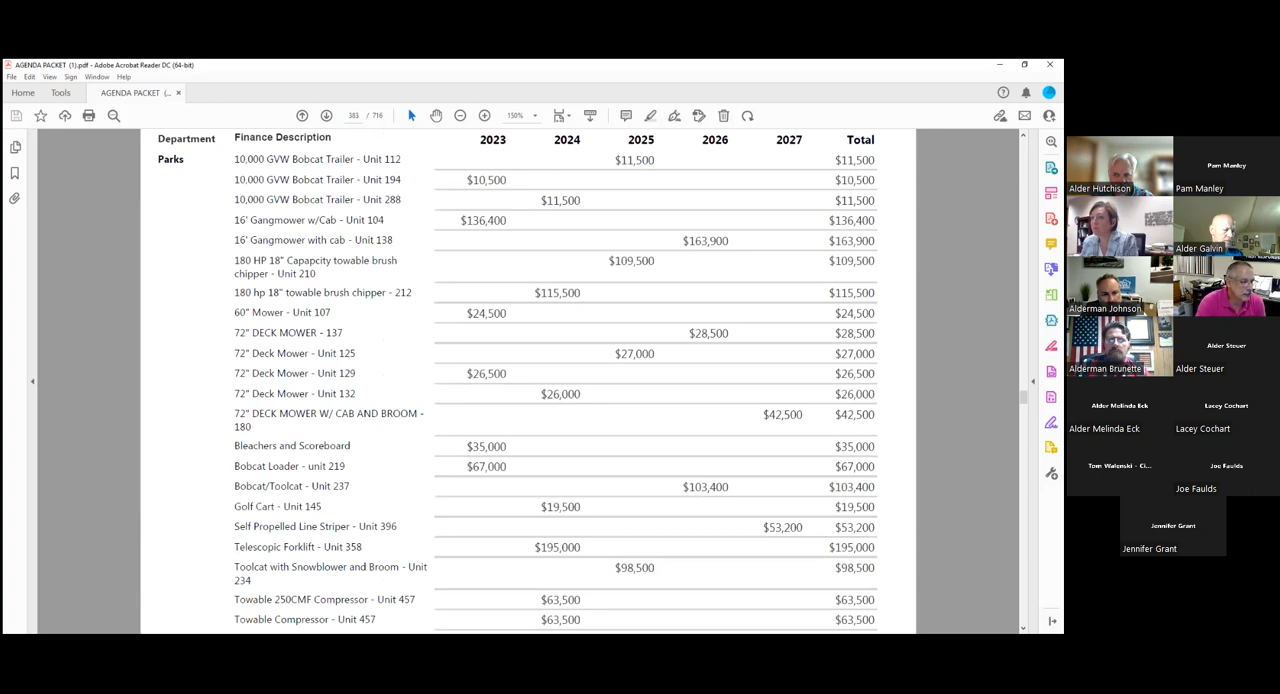 AGENDA PACKET (1).pdf - Adobe Acrobat Reader DC (64-bit)
File Edit View Sign Window Help
Home Tools AGENDA PACKET (... ×
383 / 716 150%
Department Finance Description 2023 2024 2025 2026 2027 Total
Parks 10,000 GVW Bobcat Trailer - Unit 112 $11,500 $11,500
10,000 GVW Bobcat Trailer - Unit 194 $10,500 $10,500
10,000 GVW Bobcat Trailer - Unit 288 $11,500 $11,500
16' Gangmower w/Cab - Unit 104 $136,400 $136,400
16' Gangmower with cab - Unit 138 $163,900 $163,900
180 HP 18" Capapcity towable brush
chipper - Unit 210 $109,500 $109,500
180 hp 18" towable brush chipper - 212 $115,500 $115,500
60" Mower - Unit 107 $24,500 $24,500
72" DECK MOWER - 137 $28,500 $28,500
72" Deck Mower - Unit 125 $27,000 $27,000
72" Deck Mower - Unit 129 $26,500 $26,500
72" Deck Mower - Unit 132 $26,000 $26,000
72" DECK MOWER W/ CAB AND BROOM - $42,500 $42,500
180
Bleachers and Scoreboard $35,000 $35,000
Bobcat Loader - unit 219 $67,000 $67,000
Bobcat/Toolcat - Unit 237 $103,400 $103,400
Golf Cart - Unit 145 $19,500 $19,500
Self Propelled Line Striper - Unit 396 $53,200 $53,200
Telescopic Forklift - Unit 358 $195,000 $195,000
Toolcat with Snowblower and Broom - Unit $98,500 $98,500
234
Towable 250CMF Compressor - Unit 457 $63,500 $63,500
Towable Compressor - Unit 457 $63,500 $63,500
Alder Hutchison
Pam Manley
Pam Manley
Alder Galvin
Alderman Johnson
Alderman Brunette
Alder Steuer
Alder Steuer
Alder Melinda Eck
Alder Melinda Eck
Lacey Cochart
Lacey Cochart
Tom Walenski - Ci...
Joe Faulds
Joe Faulds
Jennifer Grant
Jennifer Grant